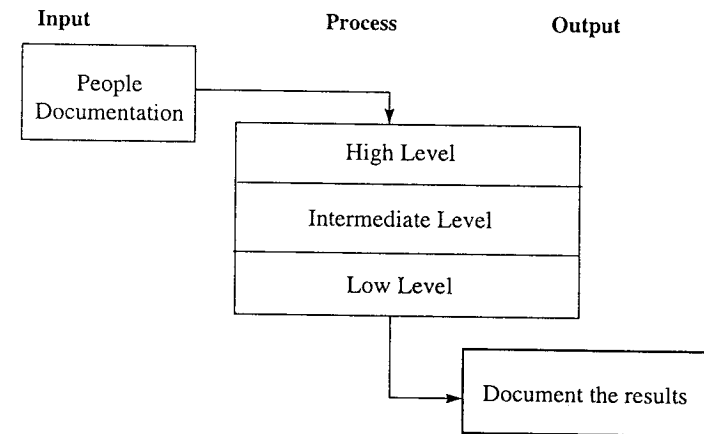 Input
Process
Output
People
Documentation
High Level
Intermediate Level
Low Level
Document the results